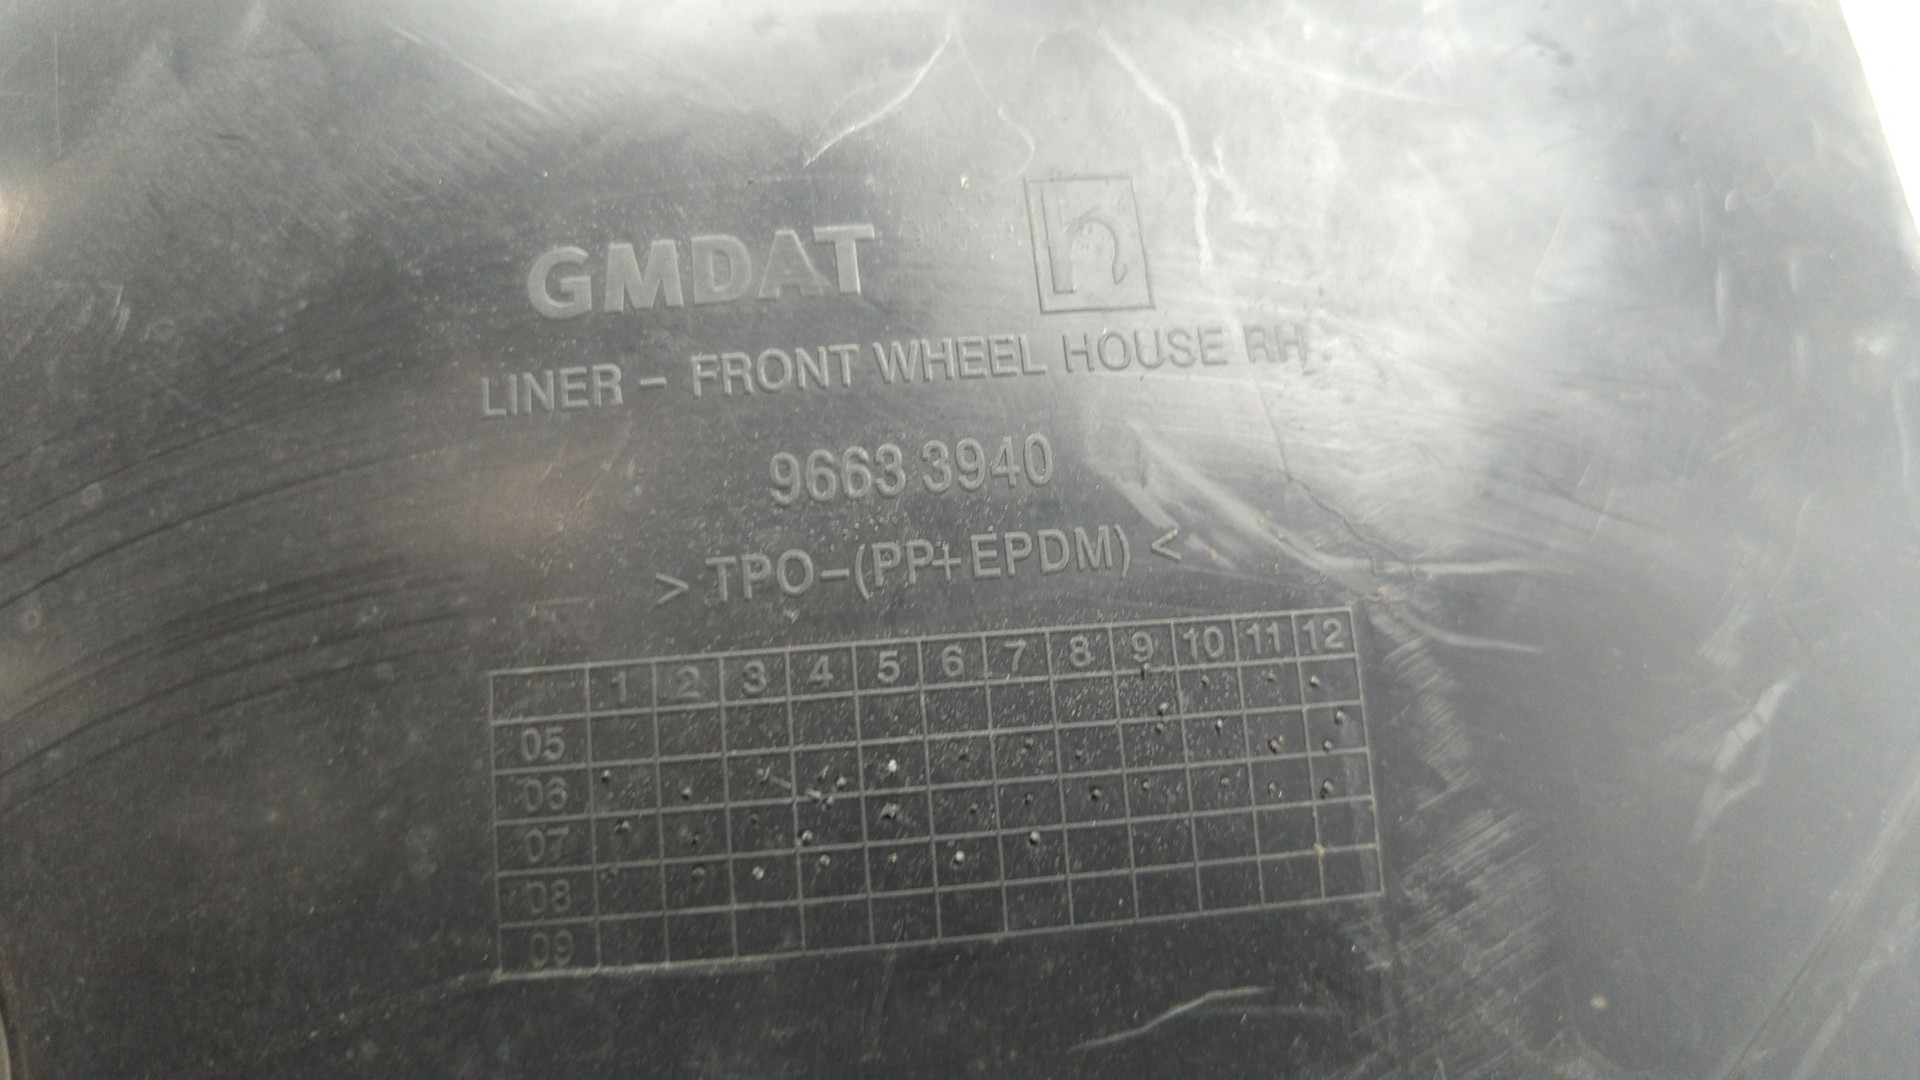 GMDAT
LINER - FRONT WHEEL HOUSE RH
9663 3940
> TPO-(PP+EPDM) <
1 2 3 4 5 6 7 8 9 10 11 12
05
06
07
08
09